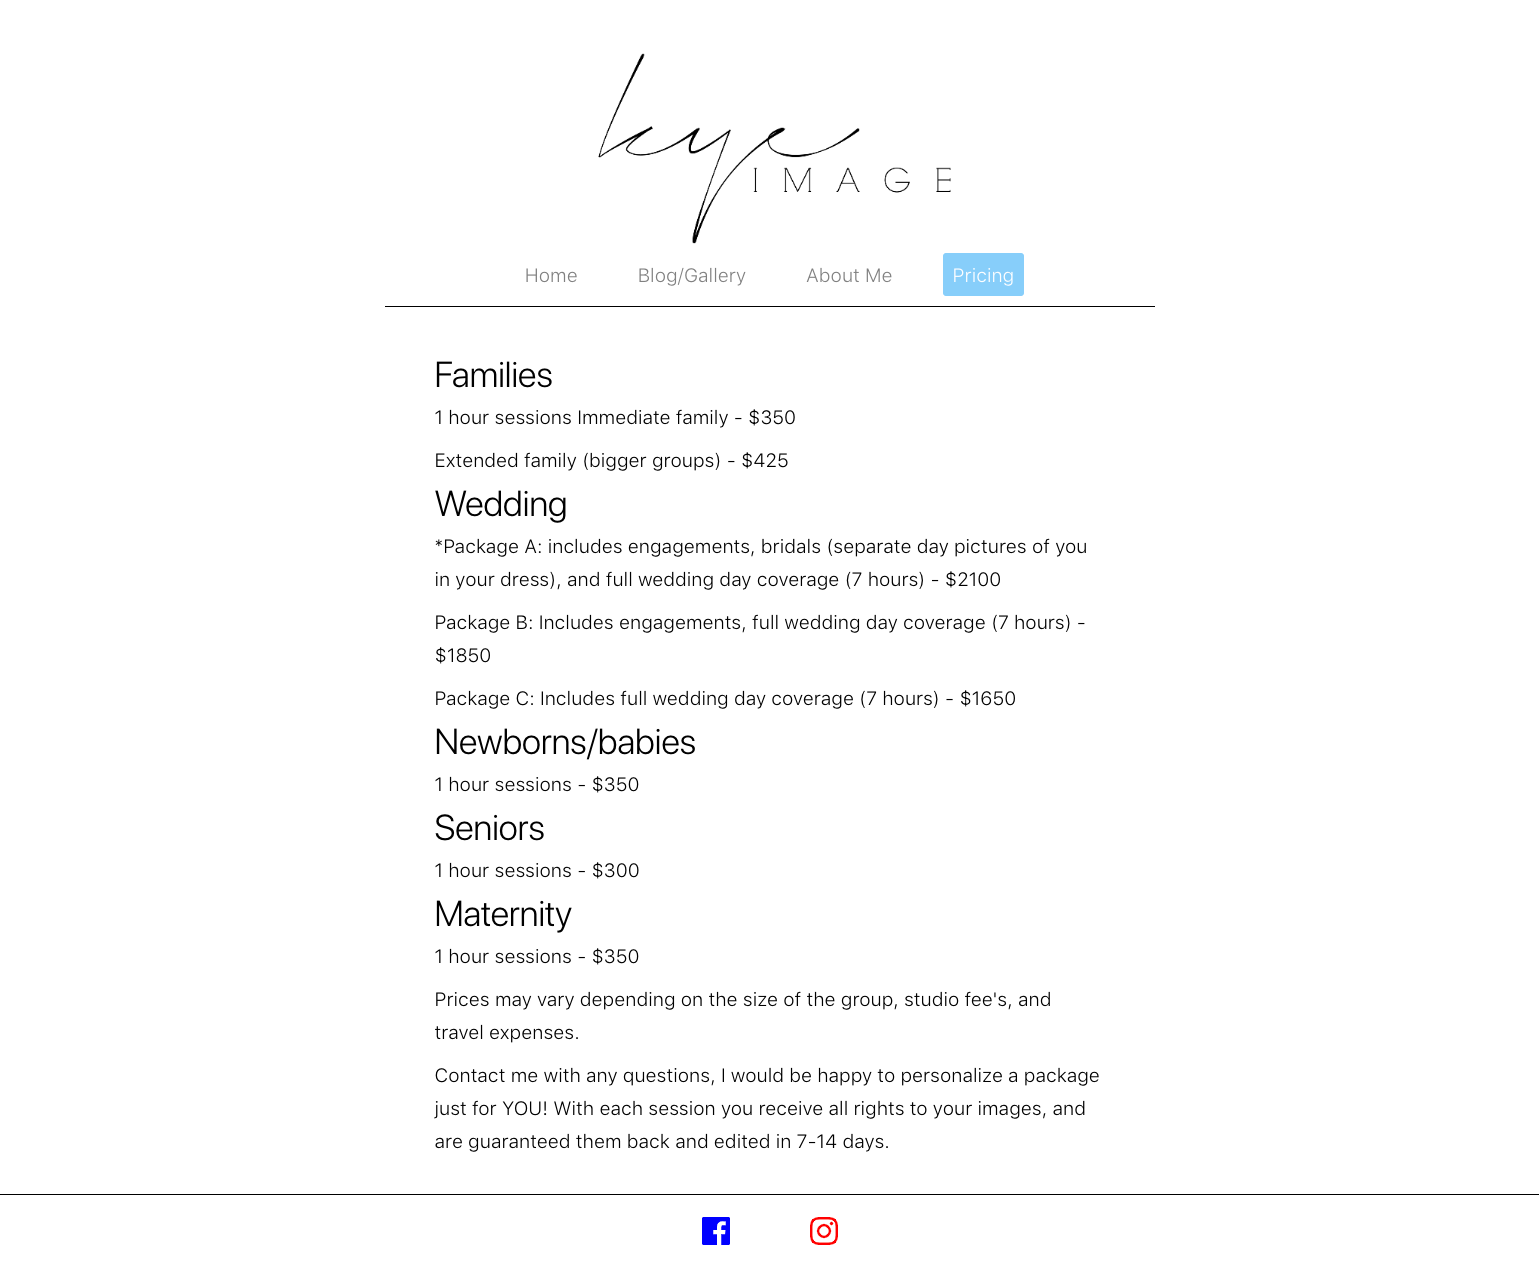 kye
IMAGE
Home Blog/Gallery About Me Pricing
Families
1 hour sessions Immediate family - $350
Extended family (bigger groups) - $425
Wedding
*Package A: includes engagements, bridals (separate day pictures of you
in your dress), and full wedding day coverage (7 hours) - $2100
Package B: Includes engagements, full wedding day coverage (7 hours) -
$1850
Package C: Includes full wedding day coverage (7 hours) - $1650
Newborns/babies
1 hour sessions - $350
Seniors
1 hour sessions - $300
Maternity
1 hour sessions - $350
Prices may vary depending on the size of the group, studio fee's, and
travel expenses.
Contact me with any questions, I would be happy to personalize a package
just for YOU! With each session you receive all rights to your images, and
are guaranteed them back and edited in 7-14 days.